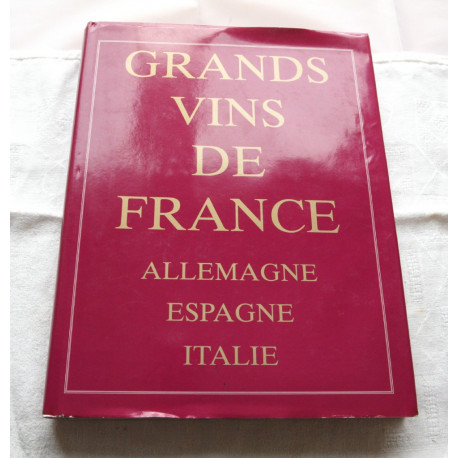 GRANDS
VINS
DE
FRANCE
ALLEMAGNE
ESPAGNE
ITALIE